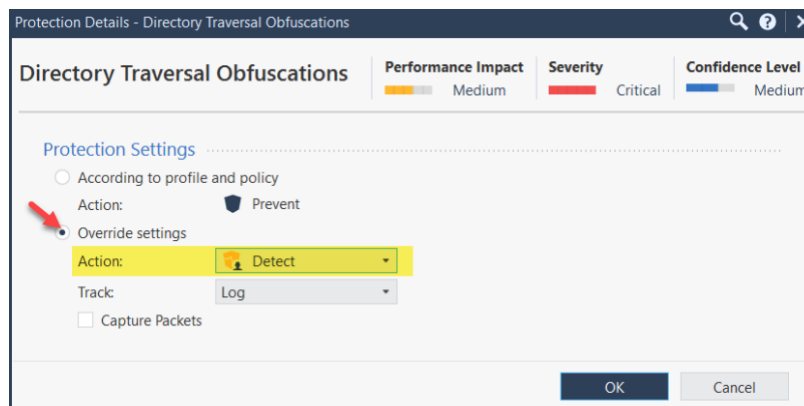 Protection Details - Directory Traversal Obfuscations
Directory Traversal Obfuscations
Performance Impact
Medium
Severity
Critical
Confidence Level
Medium
Protection Settings
According to profile and policy
Action: Prevent
Override settings
Action: Detect
Track: Log
Capture Packets
OK Cancel